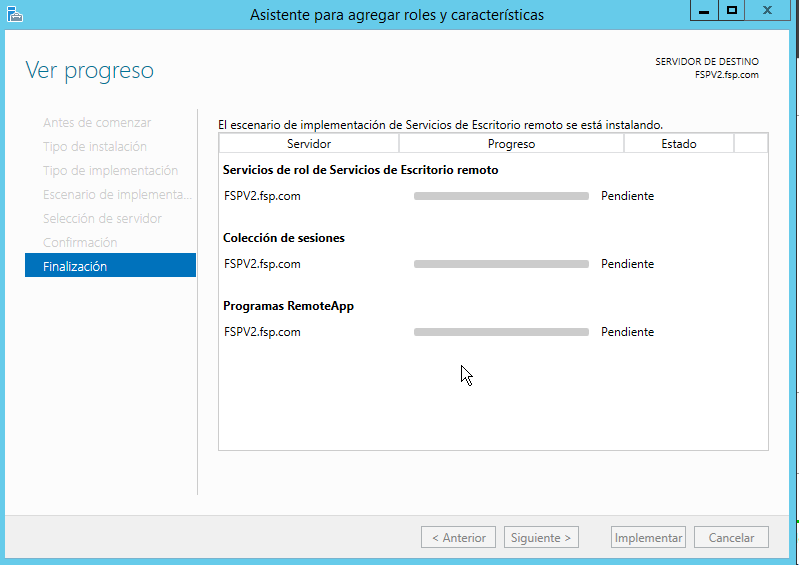 Asistente para agregar roles y características
Ver progreso
SERVIDOR DE DESTINO
FSPV2.fsp.com
Antes de comenzar
Tipo de instalación
Tipo de implementación
Escenario de implementa...
Selección de servidor
Confirmación
Finalización
El escenario de implementación de Servicios de Escritorio remoto se está instalando.
Servidor Progreso Estado
Servicios de rol de Servicios de Escritorio remoto
FSPV2.fsp.com Pendiente
Colección de sesiones
FSPV2.fsp.com Pendiente
Programas RemoteApp
FSPV2.fsp.com Pendiente
< Anterior Siguiente > Implementar Cancelar